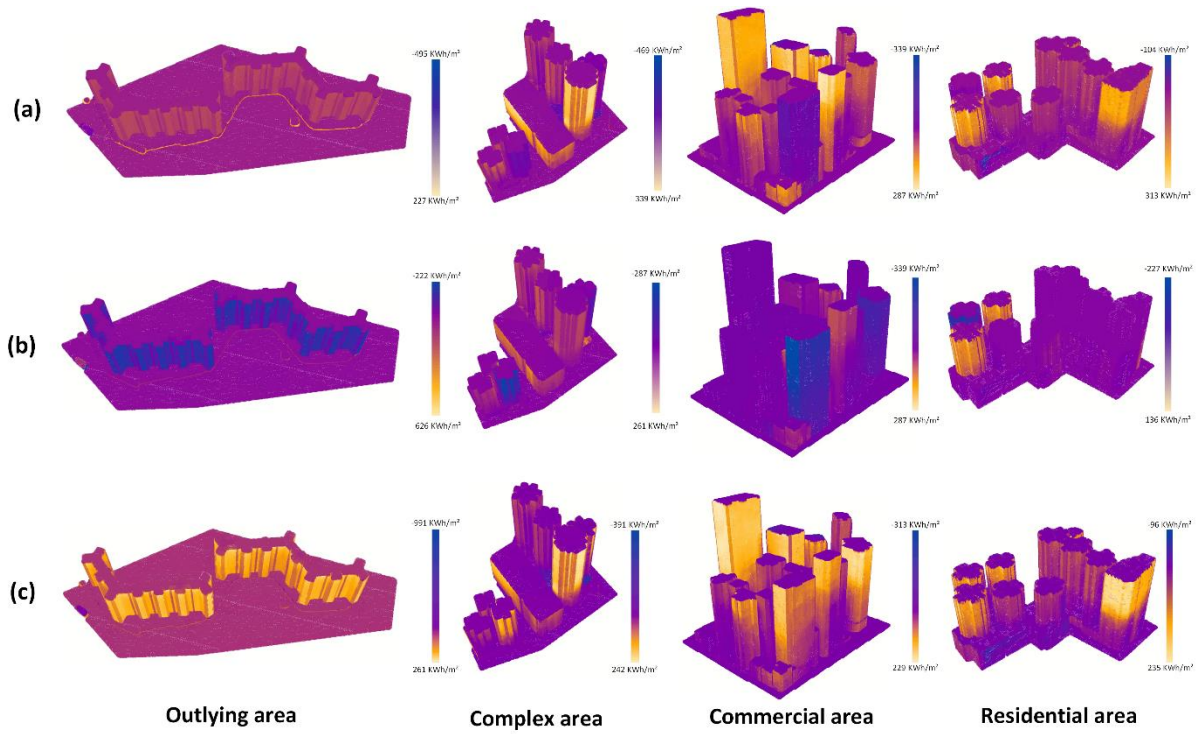 -495 KWh/m²
-469 KWh/m²
-339 KWh/m²
-104 KWh/m²
(a)
227 KWh/m²
339 KWh/m²
287 KWh/m²
313 KWh/m²
-222 KWh/m²
-287 KWh/m²
-339 KWh/m²
-227 KWh/m²
(b)
626 KWh/m²
261 KWh/m²
287 KWh/m²
136 KWh/m²
-991 KWh/m²
-391 KWh/m²
-313 KWh/m²
-96 KWh/m²
(c)
261 KWh/m²
242 KWh/m²
229 KWh/m²
235 KWh/m²
Outlying area
Complex area
Commercial area
Residential area